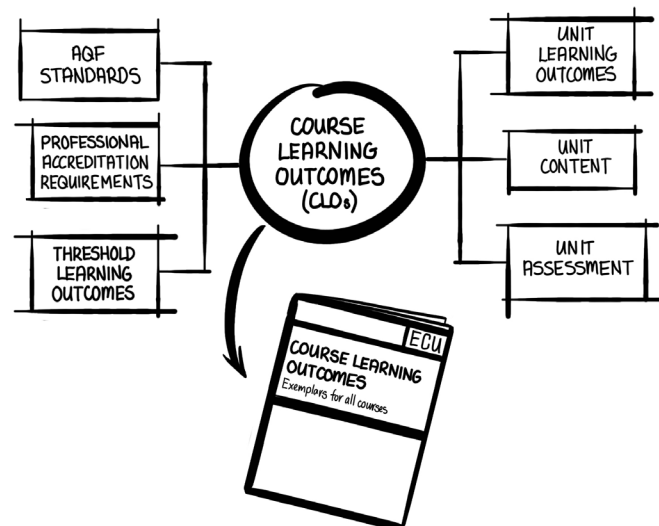 AQF
STANDARDS
PROFESSIONAL
ACCREDITATION
REQUIREMENTS
THRESHOLD
LEARNING
OUTCOMES
COURSE
LEARNING
OUTCOMES
(CLOs)
UNIT
LEARNING
OUTCOMES
UNIT
CONTENT
UNIT
ASSESSMENT
ECU
COURSE LEARNING
OUTCOMES
Exemplars for all courses